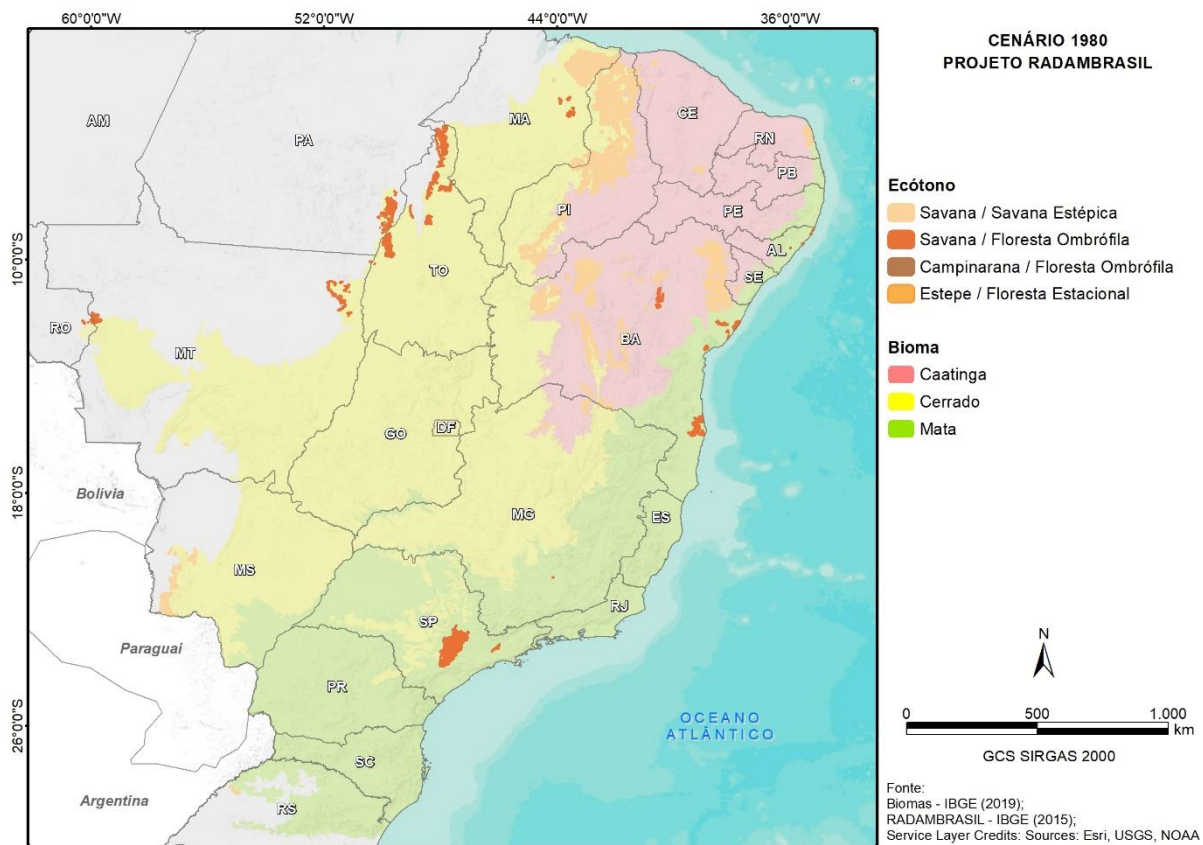 60°0'0"W 52°0'0"W 44°0'0"W 36°0'0"W
10°0'0"S
18°0'0"S
26°0'0"S
AM
PA
MA
CE
RN
PB
PI
PE
AL
SE
TO
BA
RO
MT
GO
DF
MG
ES
MS
SP
RJ
PR
SC
RS
Bolivia
Paraguai
Argentina
OCEANO
ATLÂNTICO
CENÁRIO 1980
PROJETO RADAMBRASIL
Ecótono
Savana / Savana Estépica
Savana / Floresta Ombrófila
Campinarana / Floresta Ombrófila
Estepe / Floresta Estacional
Bioma
Caatinga
Cerrado
Mata
N
0 500 1.000
km
GCS SIRGAS 2000
Fonte:
Biomas - IBGE (2019);
RADAMBRASIL - IBGE (2015);
Service Layer Credits: Sources: Esri, USGS, NOAA